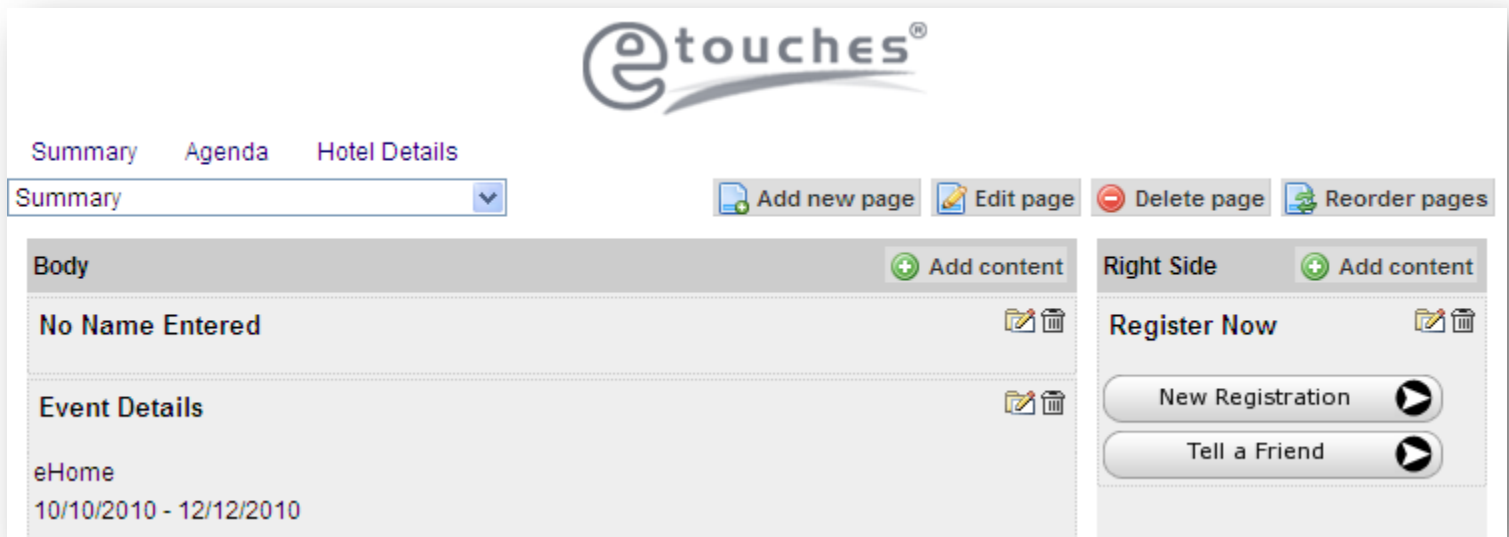 etouches®
Summary Agenda Hotel Details
Summary
Add new page Edit page Delete page Reorder pages
Body Add content
Right Side Add content
No Name Entered
Register Now
New Registration
Tell a Friend
Event Details
eHome
10/10/2010 - 12/12/2010